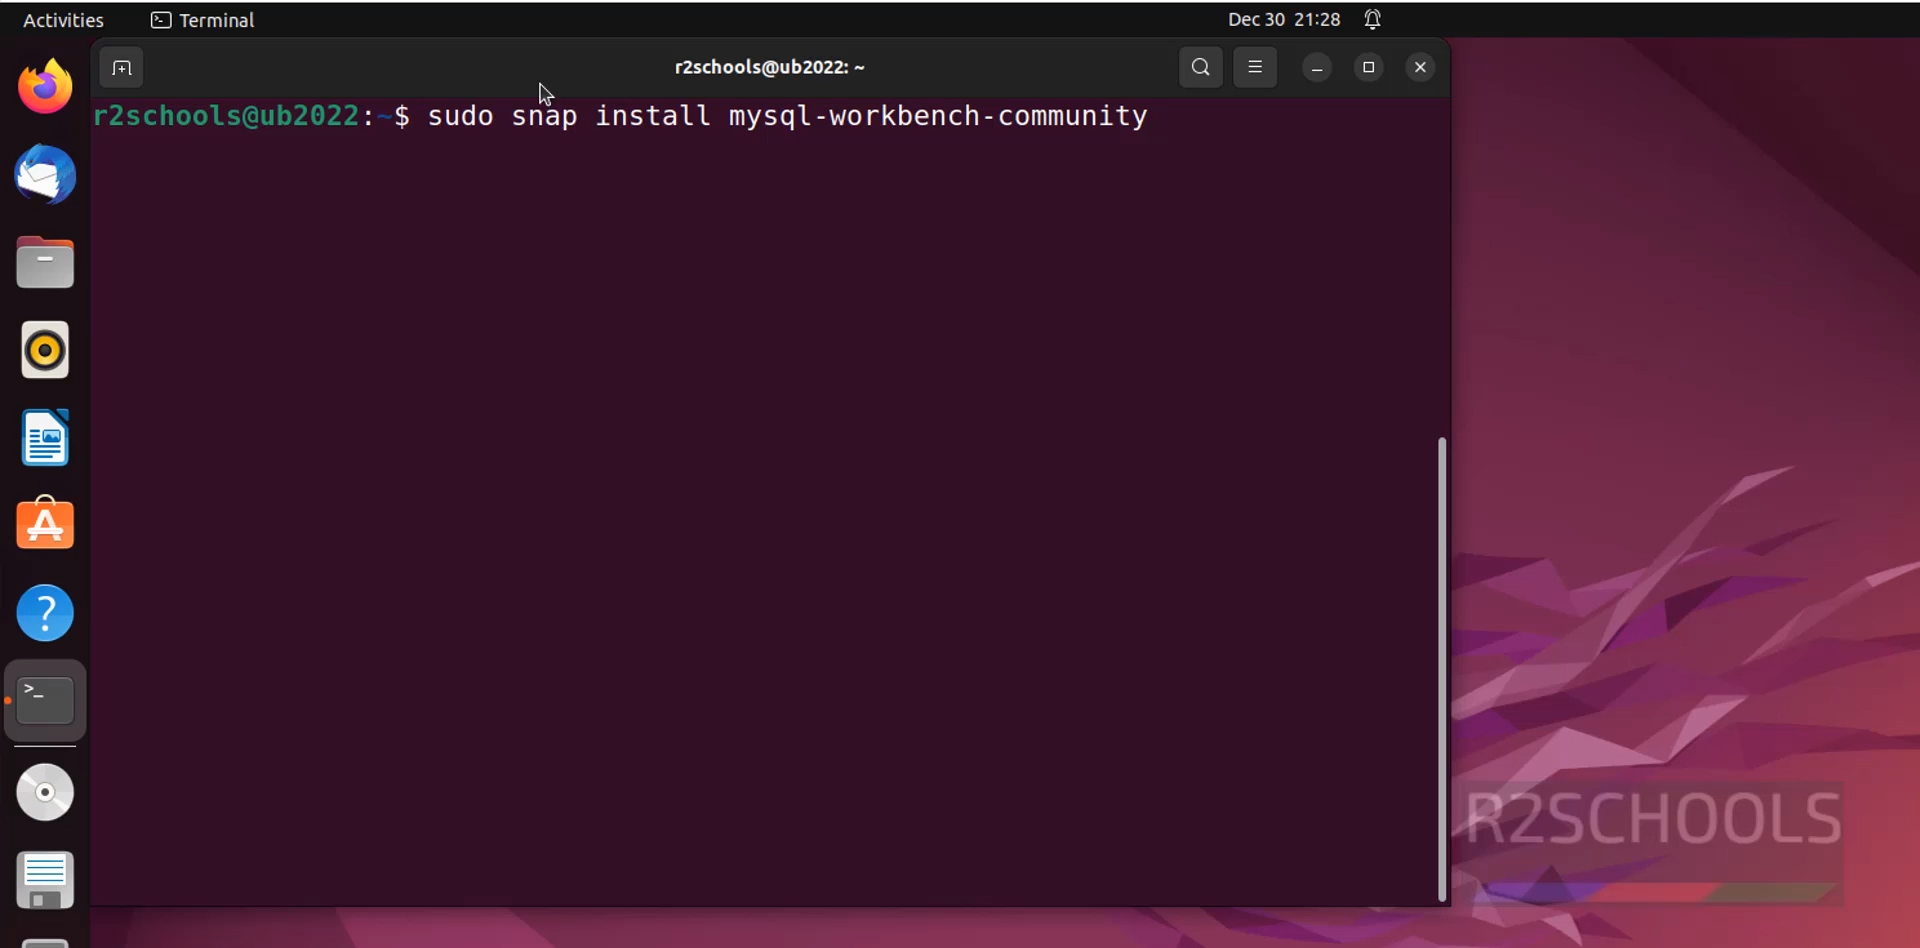 Activities
Terminal
Dec 30 21:28
r2schools@ub2022: ~
r2schools@ub2022:~$ sudo snap install mysql-workbench-community
R2SCHOOLS